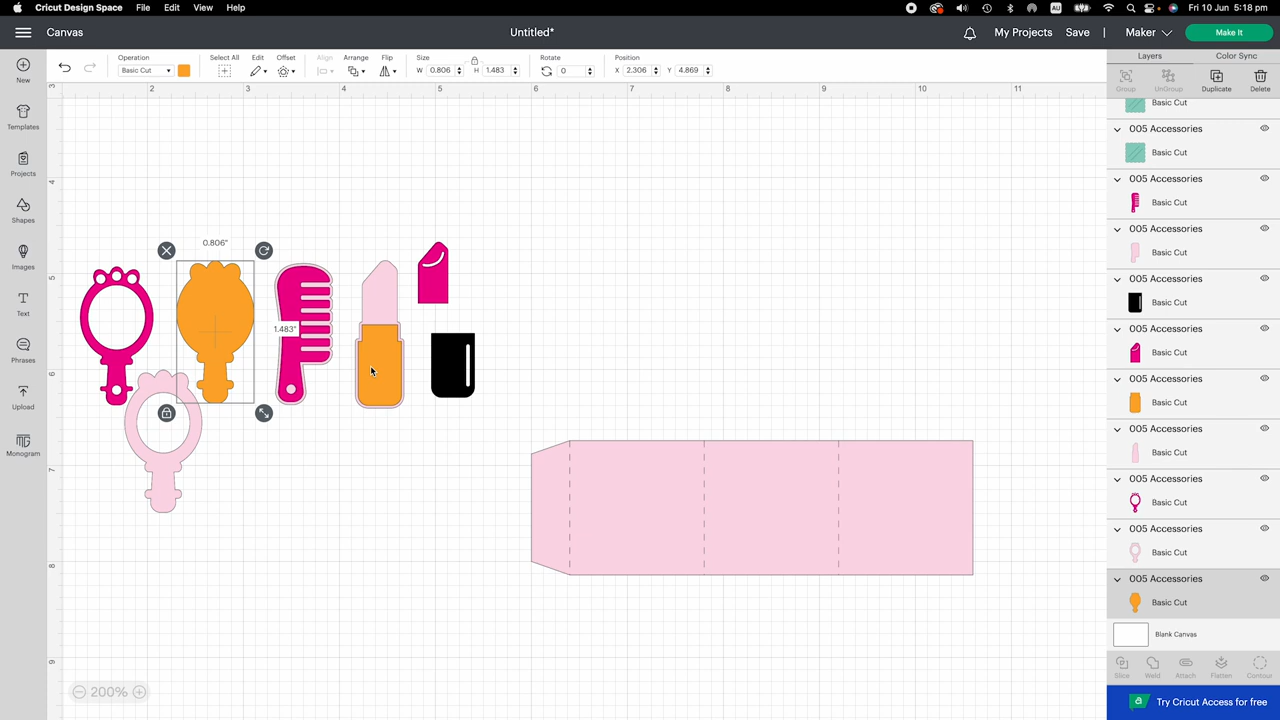 Cricut Design Space File Edit View Help AU Fri 10 Jun 5:18 pm
Canvas Untitled* My Projects Save Maker Make It
Operation Select All Edit Offset Align Arrange Flip Size Rotate Position
Basic Cut W 0.806 H 1.483 0 X 2.306 Y 4.869
Layers Color Sync
Group UnGroup Duplicate Delete
New
Templates
Projects
Shapes
Images
Text
Phrases
Upload
Monogram
2 3 4 5 6 7 8 9 10 11
3
4
5
6
7
8
9
0.806"
1.483"
200%
Basic Cut
005 Accessories
Basic Cut
005 Accessories
Basic Cut
005 Accessories
Basic Cut
005 Accessories
Basic Cut
005 Accessories
Basic Cut
005 Accessories
Basic Cut
005 Accessories
Basic Cut
005 Accessories
Basic Cut
005 Accessories
Basic Cut
005 Accessories
Basic Cut
Blank Canvas
Slice Weld Attach Flatten Contour
a Try Cricut Access for free